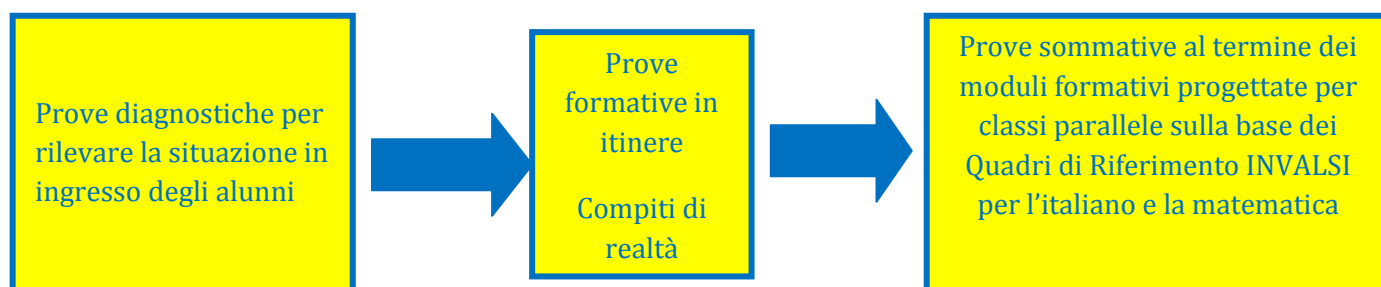 Prove diagnostiche per
rilevare la situazione in
ingresso degli alunni
Prove
formative in
itinere
Compiti di
realtà
Prove sommative al termine dei
moduli formativi progettate per
classi parallele sulla base dei
Quadri di Riferimento INVALSI
per l’italiano e la matematica